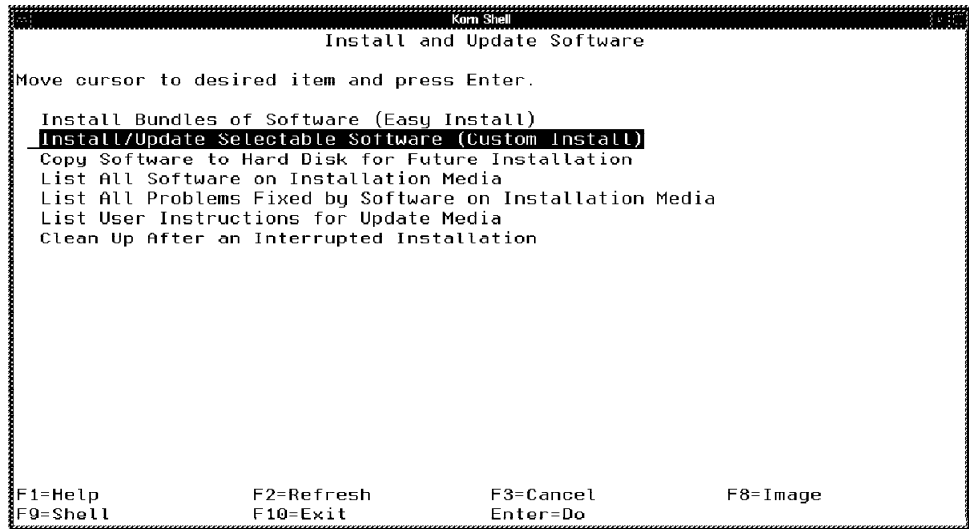 Korn Shell
Install and Update Software
Move cursor to desired item and press Enter.
Install Bundles of Software (Easy Install)
Install/Update Selectable Software (Custom Install)
Copy Software to Hard Disk for Future Installation
List All Software on Installation Media
List All Problems Fixed by Software on Installation Media
List User Instructions for Update Media
Clean Up After an Interrupted Installation
F1=Help F2=Refresh F3=Cancel F8=Image
F9=Shell F10=Exit Enter=Do